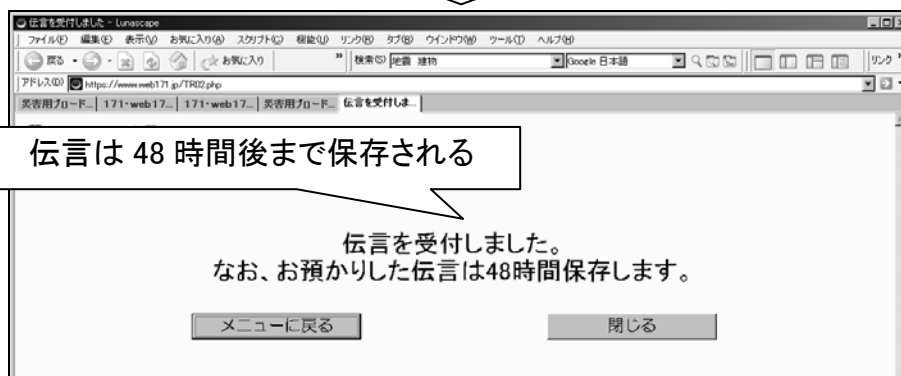 伝言を受付しました - Lunascape
ファイル(F) 編集(E) 表示(V) お気に入り(A) スクリプト(C) 機能(U) リンク(R) タブ(B) ウインドウ(W) ツール(T) ヘルプ(H)
戻る お気に入り 検索(S) 地震 建物 Google 日本語 リンク
アドレス(D) https://www.web171.jp/TR02.php
災害用ブロード... 171・web17... 171・web17... 災害用ブロード... 伝言を受付しま...
伝言は 48 時間後まで保存される
伝言を受付しました。
なお、お預かりした伝言は48時間保存します。
メニューに戻る 閉じる